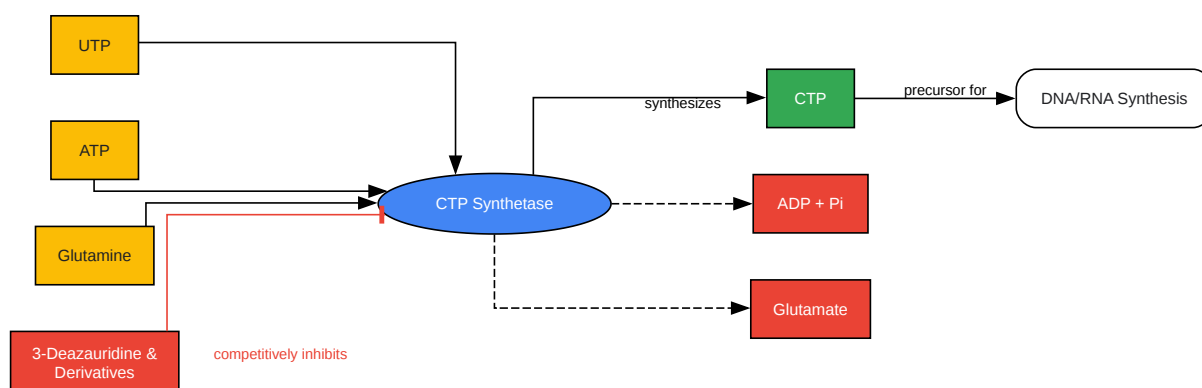 UTP
ATP
Glutamine
3-Deazauridine &
Derivatives
competitively inhibits
CTP Synthetase
synthesizes
CTP
precursor for
DNA/RNA Synthesis
ADP + Pi
Glutamate